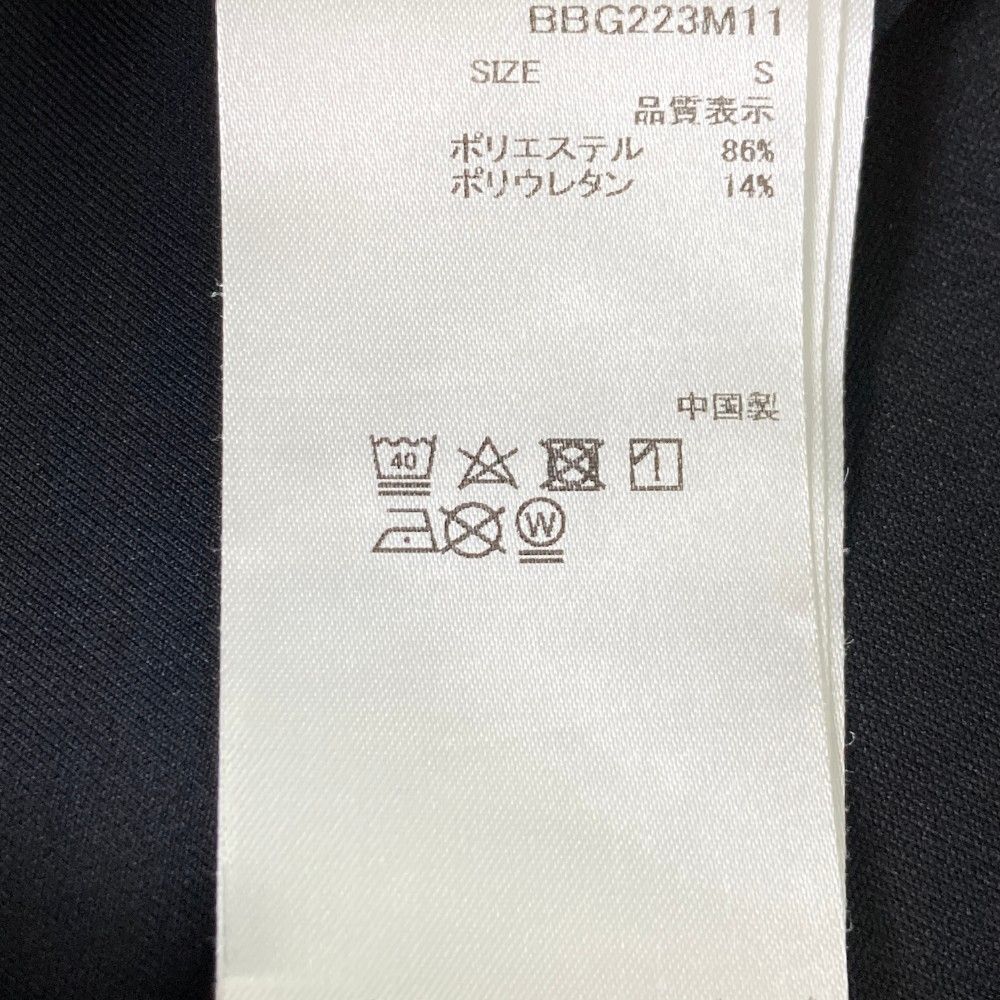 BBG223M11
SIZE S
品質表示
ポリエステル 86%
ポリウレタン 14%
中国製
40
W